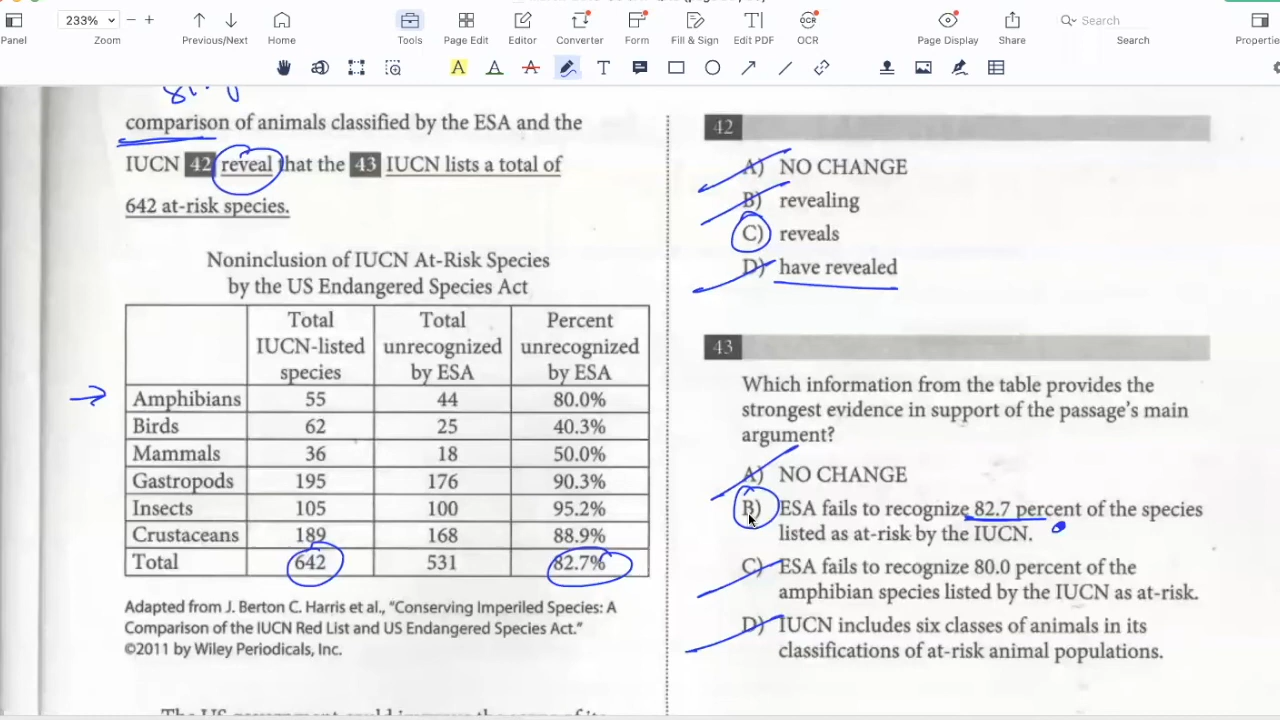 233%
Panel
Zoom
Previous/Next
Home
Tools
Page Edit
Editor
Converter
Form
Fill & Sign
Edit PDF
OCR
OCR
Page Display
Share
Search
Search
comparison of animals classified by the ESA and the
IUCN 42 reveal that the 43 IUCN lists a total of
642 at-risk species.
Noninclusion of IUCN At-Risk Species
by the US Endangered Species Act
Total IUCN-listed species Total unrecognized by ESA Percent unrecognized by ESA
Amphibians 55 44 80.0%
Birds 62 25 40.3%
Mammals 36 18 50.0%
Gastropods 195 176 90.3%
Insects 105 100 95.2%
Crustaceans 189 168 88.9%
Total 642 531 82.7%
Adapted from J. Berton C. Harris et al., “Conserving Imperiled Species: A
Comparison of the IUCN Red List and US Endangered Species Act.”
©2011 by Wiley Periodicals, Inc.
42
A) NO CHANGE
B) revealing
C) reveals
D) have revealed
43
Which information from the table provides the
strongest evidence in support of the passage’s main
argument?
A) NO CHANGE
B) ESA fails to recognize 82.7 percent of the species
listed as at-risk by the IUCN.
C) ESA fails to recognize 80.0 percent of the
amphibian species listed by the IUCN as at-risk.
D) IUCN includes six classes of animals in its
classifications of at-risk animal populations.